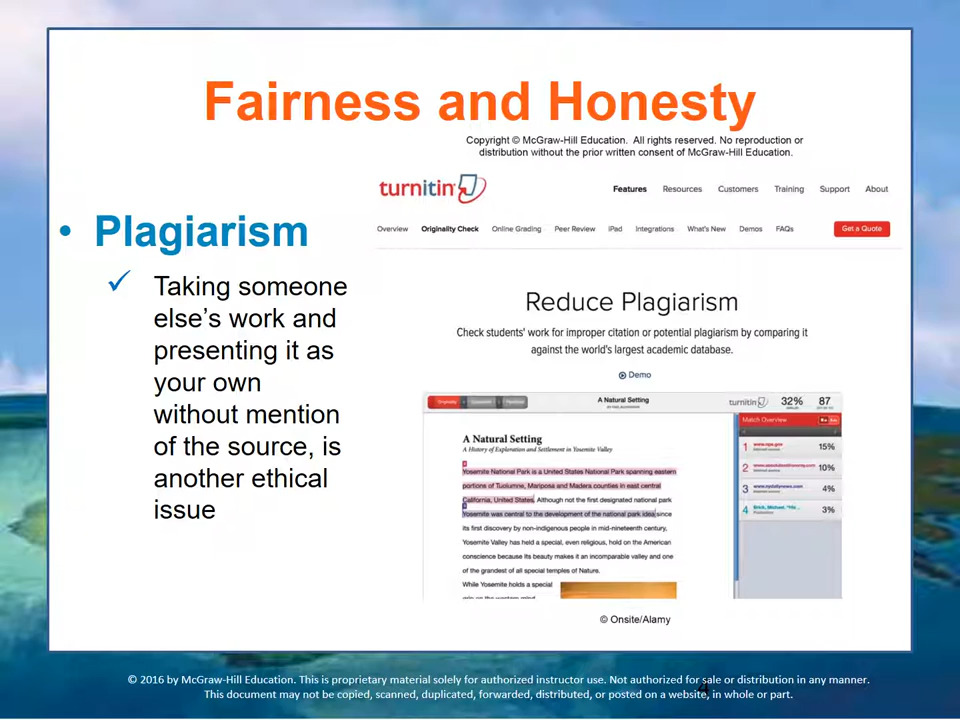 Fairness and Honesty
Copyright © McGraw-Hill Education. All rights reserved. No reproduction or
distribution without the prior written consent of McGraw-Hill Education.
• Plagiarism
✓ Taking someone
else's work and
presenting it as
your own
without mention
of the source, is
another ethical
issue
turnitin
Features Resources Customers Training Support About
Overview Originality Check Online Grading Peer Review iPad Integrations What's New Demos FAQs Get a Quote
Reduce Plagiarism
Check students' work for improper citation or potential plagiarism by comparing it
against the world's largest academic database.
Demo
Originality
A Natural Setting
turnitin 32% 87
A Natural Setting
A History of Exploration and Settlement in Yosemite Valley
Yosemite National Park is a United States National Park spanning eastern
portions of Tuolumne, Mariposa and Madera counties in east central
California, United States. Although not the first designated national park
Yosemite was central to the development of the national park idea since
its first discovery by non-indigenous people in mid-nineteenth century,
Yosemite Valley has held a special, even religious, hold on the American
conscience because its beauty makes it an incomparable valley and one
of the grandest of all special temples of Nature.
While Yosemite holds a special
Match Overview
1 15%
2 10%
3 www.nydailynews.com 4%
4 3%
© Onsite/Alamy
© 2016 by McGraw-Hill Education. This is proprietary material solely for authorized instructor use. Not authorized for sale or distribution in any manner.
This document may not be copied, scanned, duplicated, forwarded, distributed, or posted on a website, in whole or part.
4